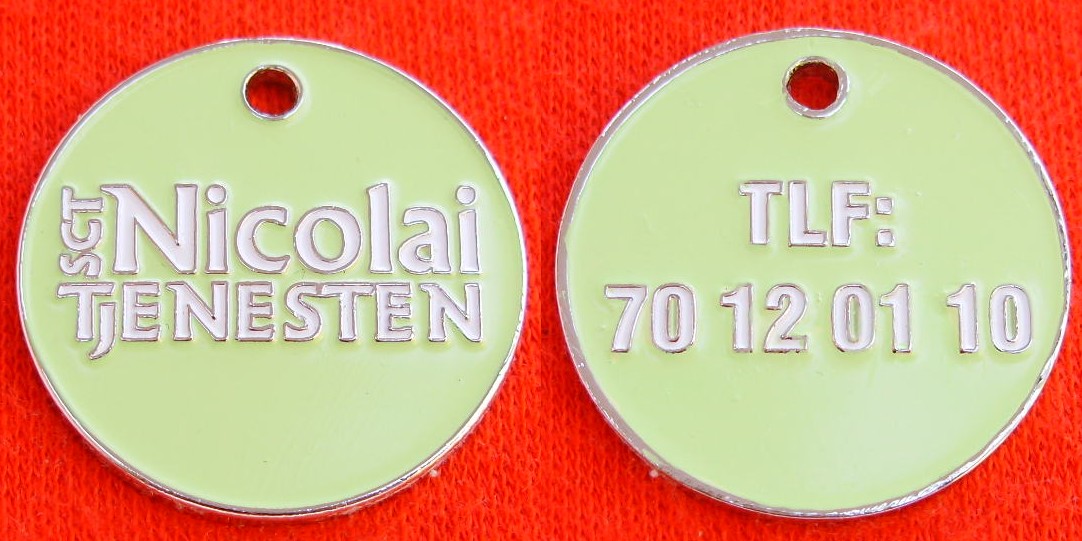 SCT Nicolai
TJENESTEN
TLF:
70 12 01 10